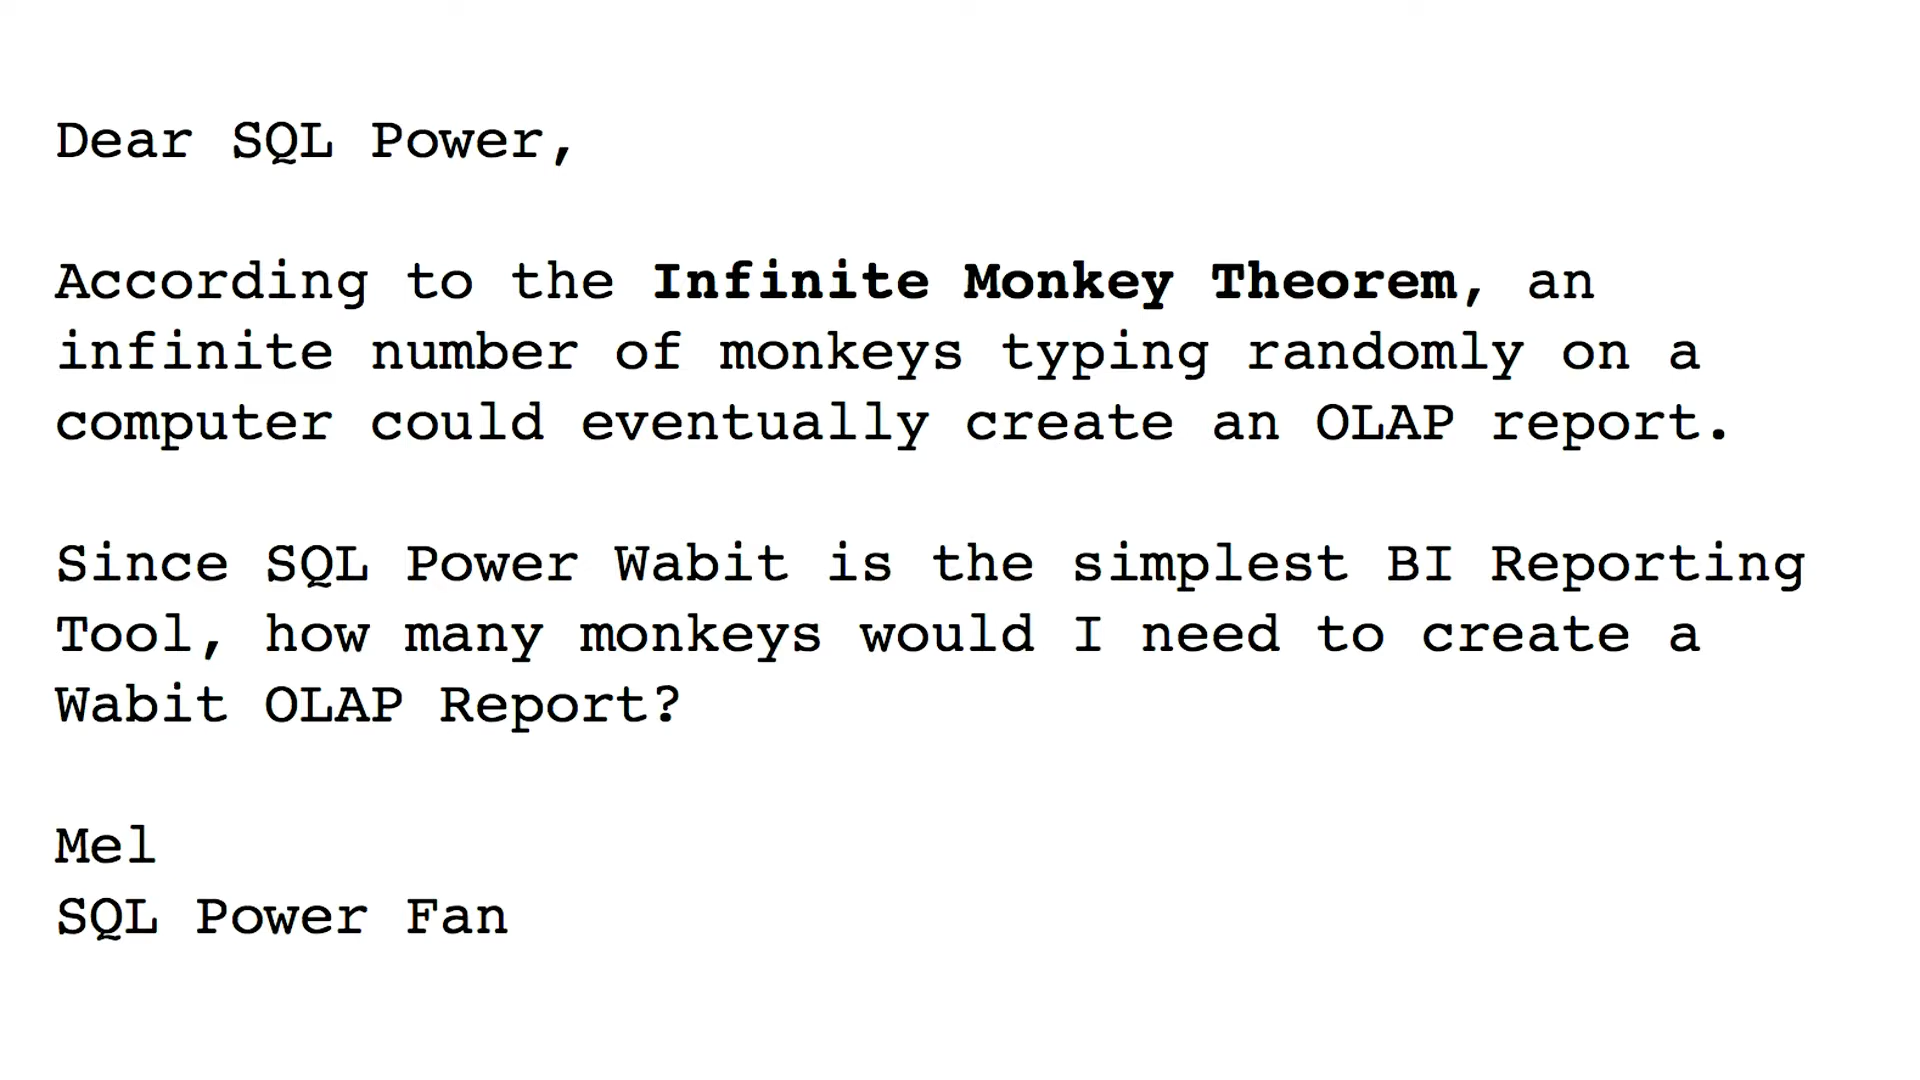 Dear SQL Power,
According to the Infinite Monkey Theorem, an
infinite number of monkeys typing randomly on a
computer could eventually create an OLAP report.
Since SQL Power Wabit is the simplest BI Reporting
Tool, how many monkeys would I need to create a
Wabit OLAP Report?
Mel
SQL Power Fan